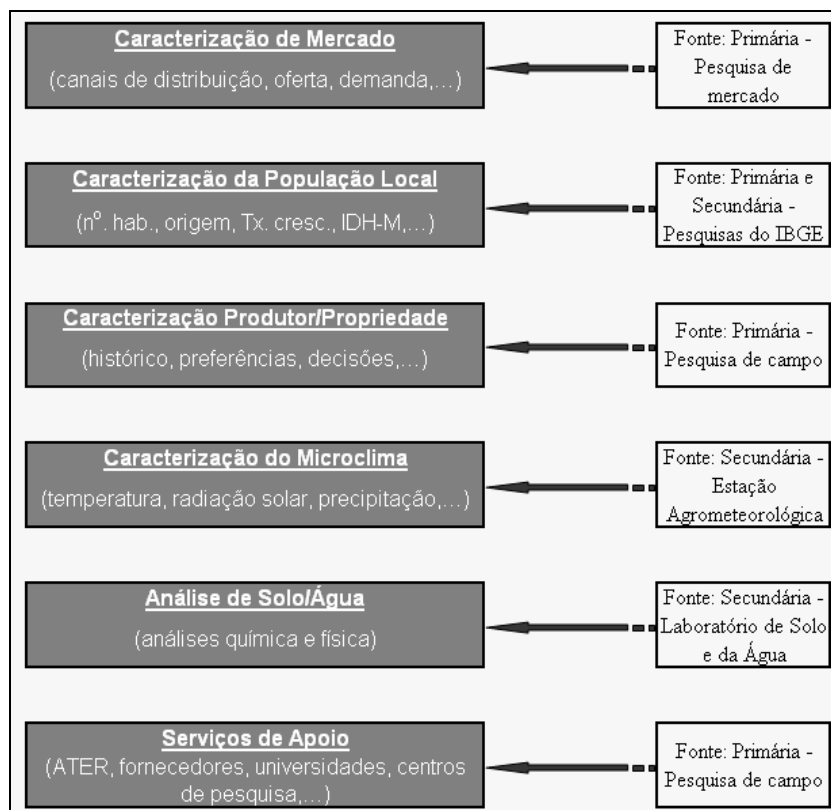 Caracterização de Mercado
(canais de distribuição, oferta, demanda,...)
Fonte: Primária -
Pesquisa de
mercado
Caracterização da População Local
(nº. hab., origem, Tx. cresc., IDH-M,...)
Fonte: Primária e
Secundária -
Pesquisas do IBGE
Caracterização Produtor/Propriedade
(histórico, preferências, decisões,...)
Fonte: Primária -
Pesquisa de campo
Caracterização do Microclima
(temperatura, radiação solar, precipitação,...)
Fonte: Secundária -
Estação
Agrometeorológica
Análise de Solo/Água
(análises química e física)
Fonte: Secundária -
Laboratório de Solo
e da Água
Serviços de Apoio
(ATER, fornecedores, universidades, centros
de pesquisa,...)
Fonte: Primária -
Pesquisa de campo